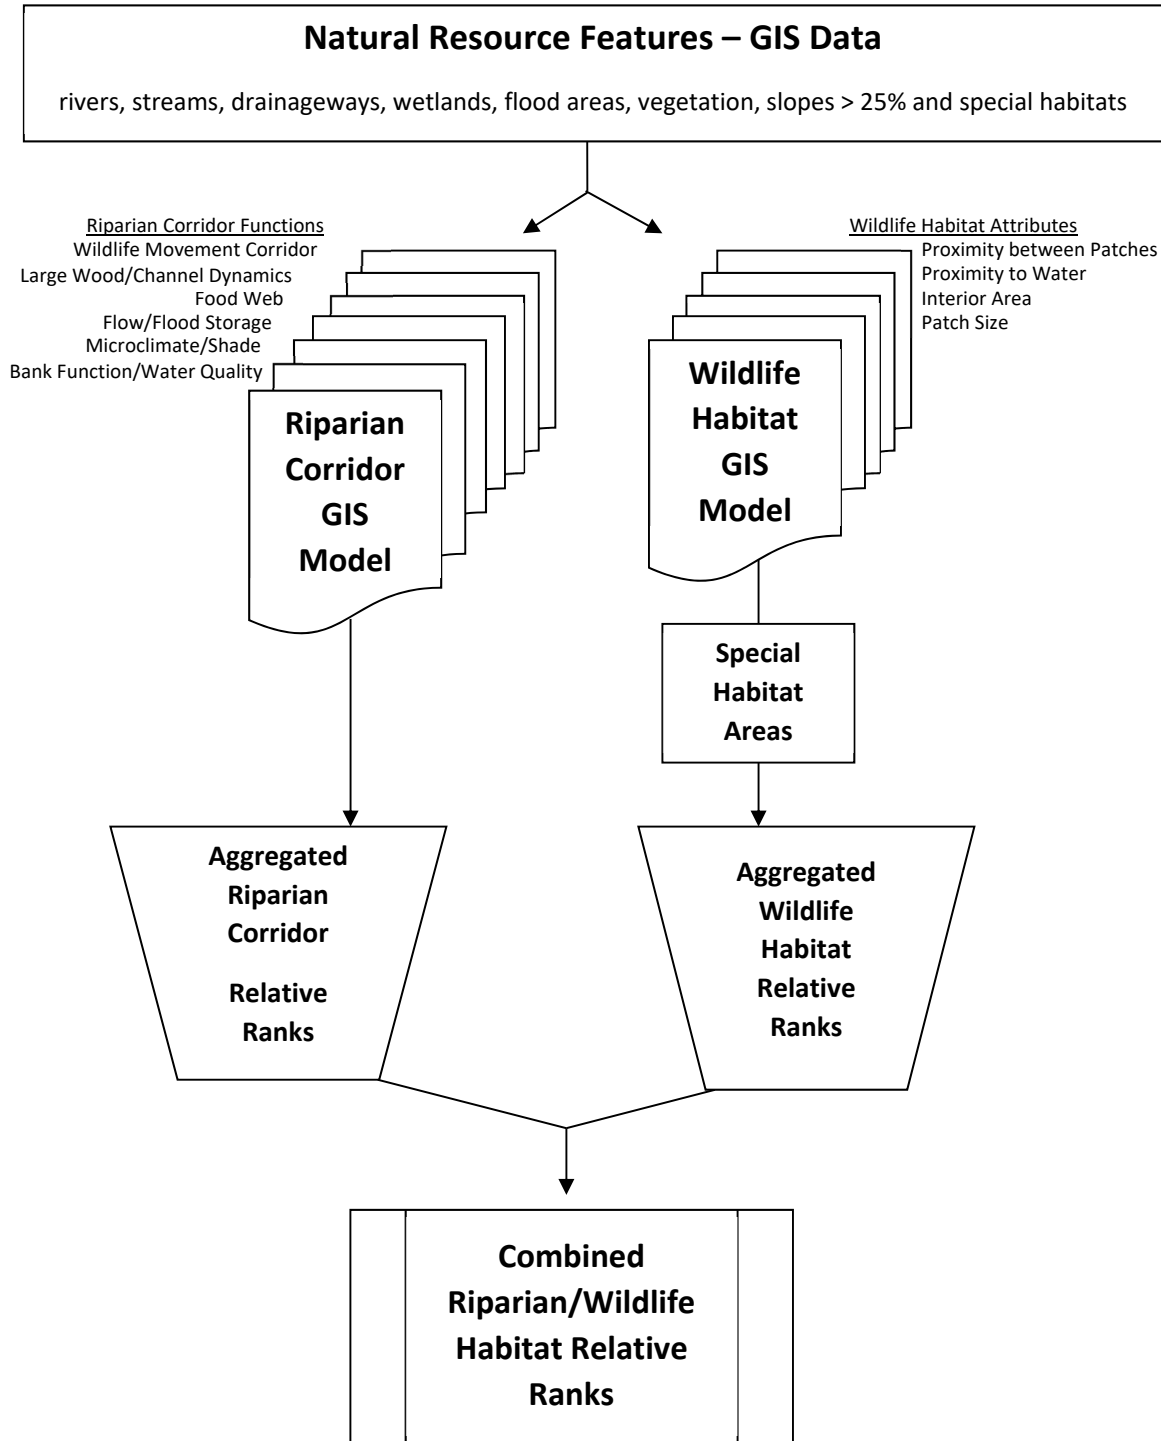 Natural Resource Features – GIS Data
rivers, streams, drainageways, wetlands, flood areas, vegetation, slopes > 25% and special habitats
Riparian Corridor Functions
Wildlife Movement Corridor
Large Wood/Channel Dynamics
Food Web
Flow/Flood Storage
Microclimate/Shade
Bank Function/Water Quality
Wildlife Habitat Attributes
Proximity between Patches
Proximity to Water
Interior Area
Patch Size
Riparian
Corridor
GIS
Model
Wildlife
Habitat
GIS
Model
Special
Habitat
Areas
Aggregated
Riparian
Corridor
Relative
Ranks
Aggregated
Wildlife
Habitat
Relative
Ranks
Combined
Riparian/Wildlife
Habitat Relative
Ranks